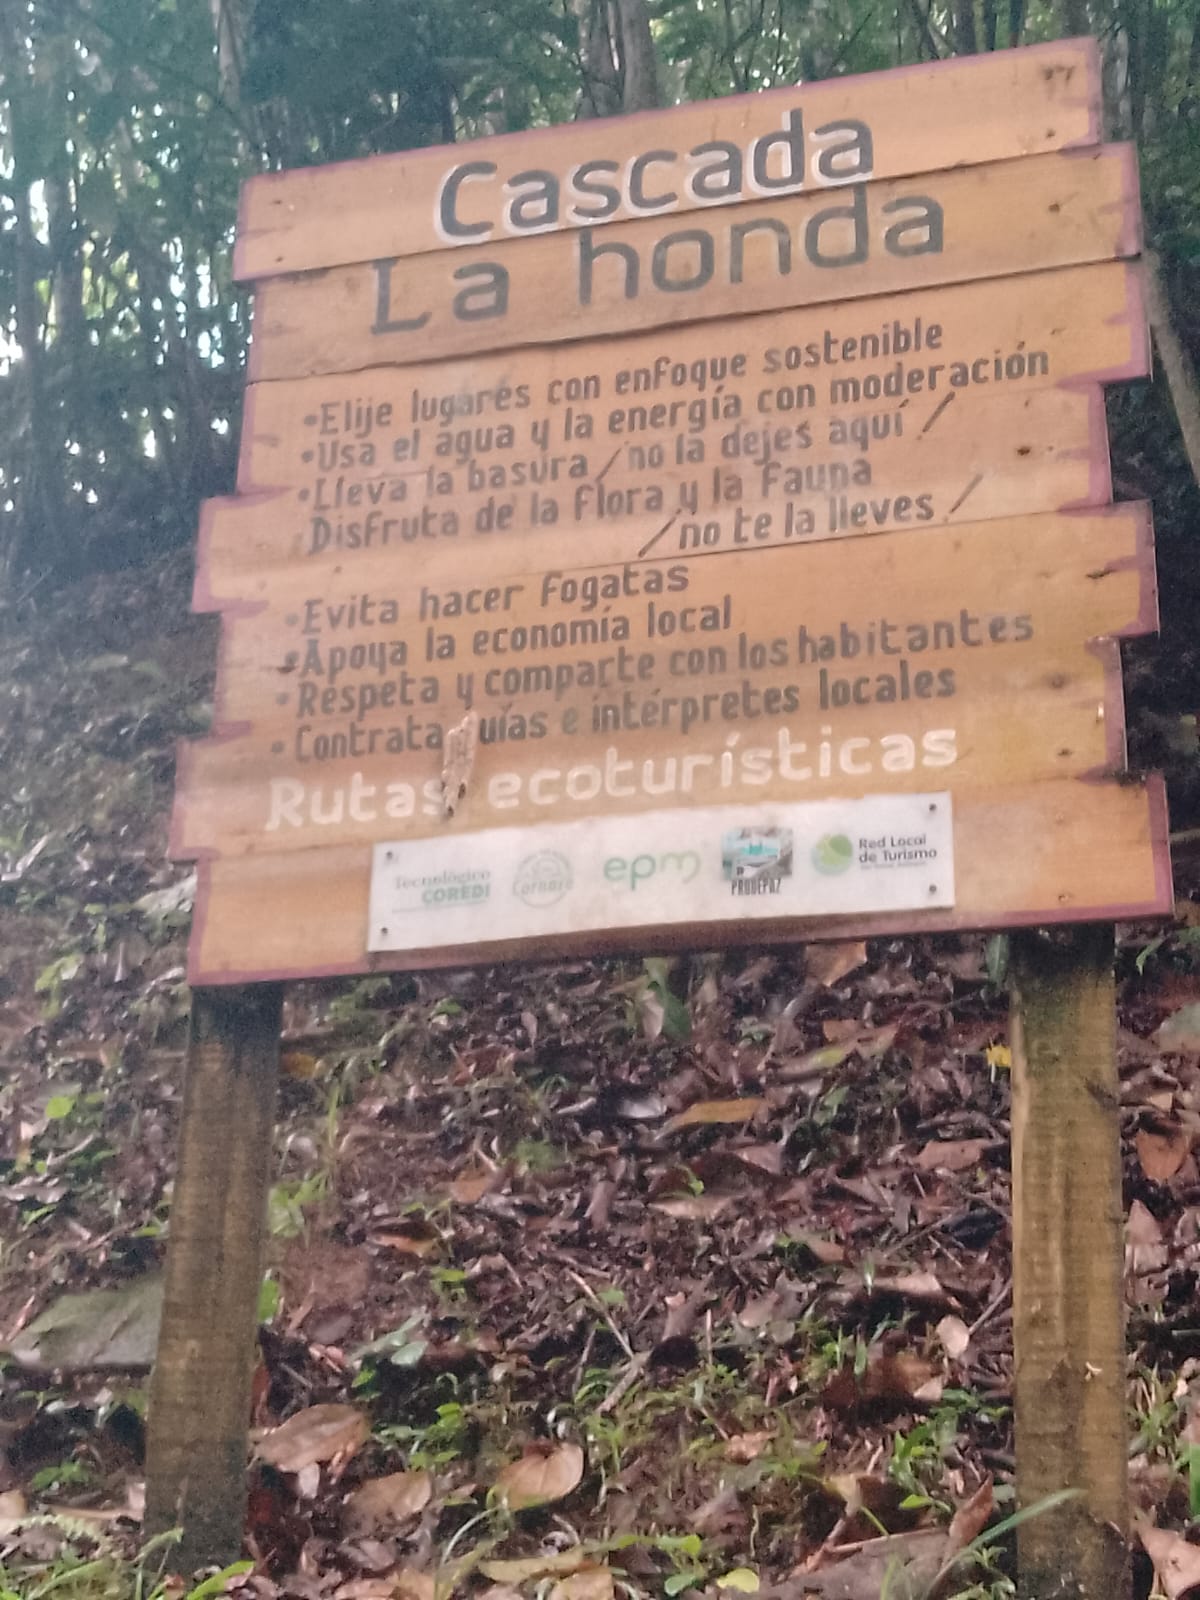 Cascada
La honda
•Elije lugares con enfoque sostenible
•Usa el agua y la energía con moderación
•Lleva la basura / no la dejes aquí /
Disfruta de la flora y la fauna
/ no te la lleves /
•Evita hacer fogatas
•Apoya la economía local
•Respeta y comparte con los habitantes
•Contrata uías e intérpretes locales
Rutas ecoturísticas
Tecnológico
COREDI
Cornare
epm
PRODEPAZ
Red Local
de Turismo